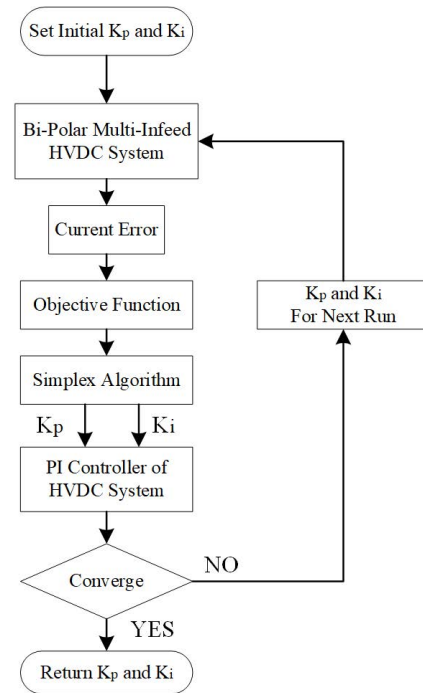 Set Initial Kp and Ki
Bi-Polar Multi-Infeed
HVDC System
Current Error
Objective Function
Kp and Ki
For Next Run
Simplex Algorithm
Kp
Ki
PI Controller of
HVDC System
Converge
NO
YES
Return Kp and Ki